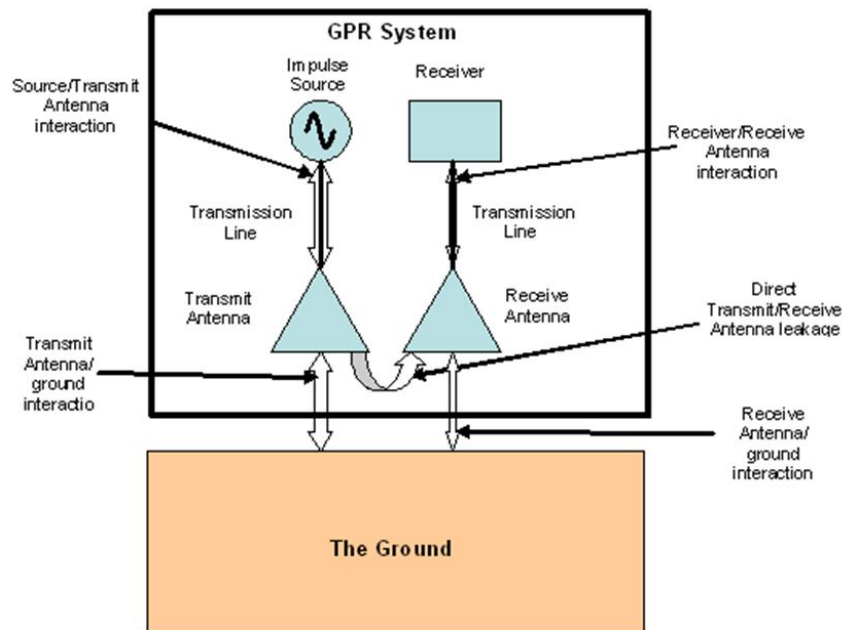 GPR System
Impulse
Source
Receiver
Source/Transmit
Antenna
interaction
Receiver/Receive
Antenna
interaction
Transmission
Line
Transmission
Line
Transmit
Antenna
Receive
Antenna
Direct
Transmit/Receive
Antenna leakage
Transmit
Antenna/
ground
interactio
Receive
Antenna/
ground
interaction
The Ground